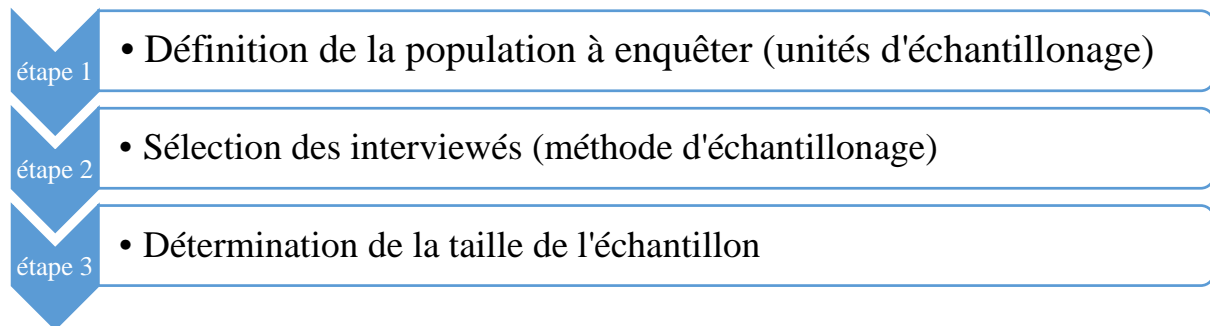 étape 1
• Définition de la population à enquêter (unités d'échantillonage)
étape 2
• Sélection des interviewés (méthode d'échantillonage)
étape 3
• Détermination de la taille de l'échantillon